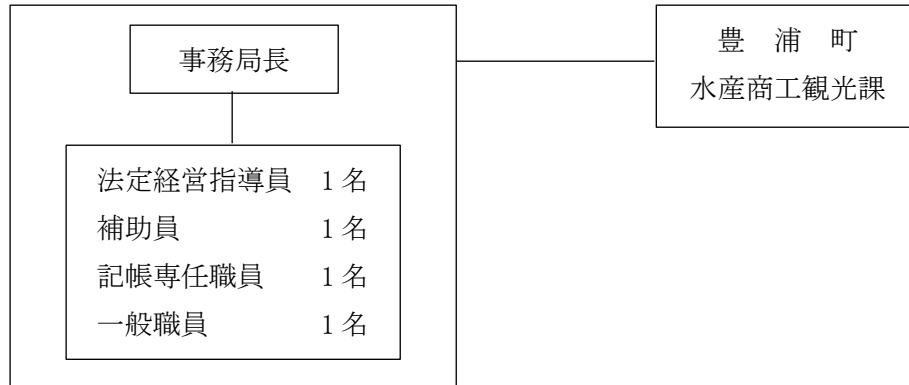 事務局長
法定経営指導員 1名
補助員 1名
記帳専任職員 1名
一般職員 1名
豊浦町
水産商工観光課